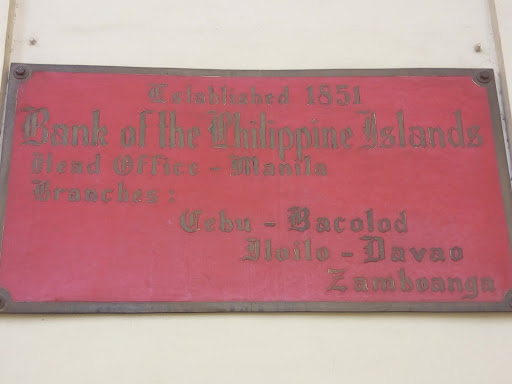 Established 1851
Bank of the Philippine Islands
Head Office - Manila
Branches :
Cebu - Bacolod
Iloilo - Davao
Zamboanga